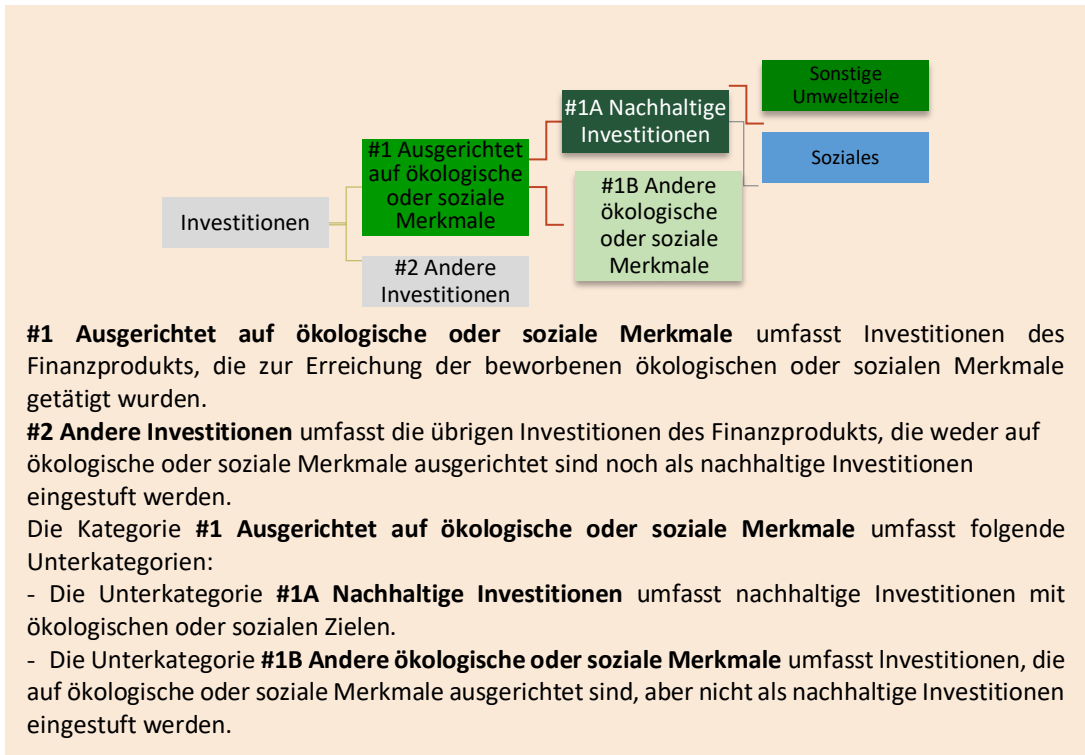 Sonstige
Umweltziele
#1A Nachhaltige
Investitionen
Soziales
#1 Ausgerichtet
auf ökologische
oder soziale
Merkmale
#1B Andere
ökologische
oder soziale
Merkmale
Investitionen
#2 Andere
Investitionen
#1 Ausgerichtet auf ökologische oder soziale Merkmale umfasst Investitionen des
Finanzprodukts, die zur Erreichung der beworbenen ökologischen oder sozialen Merkmale
getätigt wurden.
#2 Andere Investitionen umfasst die übrigen Investitionen des Finanzprodukts, die weder auf
ökologische oder soziale Merkmale ausgerichtet sind noch als nachhaltige Investitionen
eingestuft werden.
Die Kategorie #1 Ausgerichtet auf ökologische oder soziale Merkmale umfasst folgende
Unterkategorien:
- Die Unterkategorie #1A Nachhaltige Investitionen umfasst nachhaltige Investitionen mit
ökologischen oder sozialen Zielen.
- Die Unterkategorie #1B Andere ökologische oder soziale Merkmale umfasst Investitionen, die
auf ökologische oder soziale Merkmale ausgerichtet sind, aber nicht als nachhaltige Investitionen
eingestuft werden.